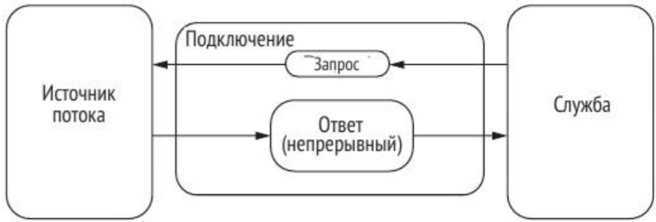 Подключение
Запрос
Источник
потока
Ответ
(непрерывный)
Служба